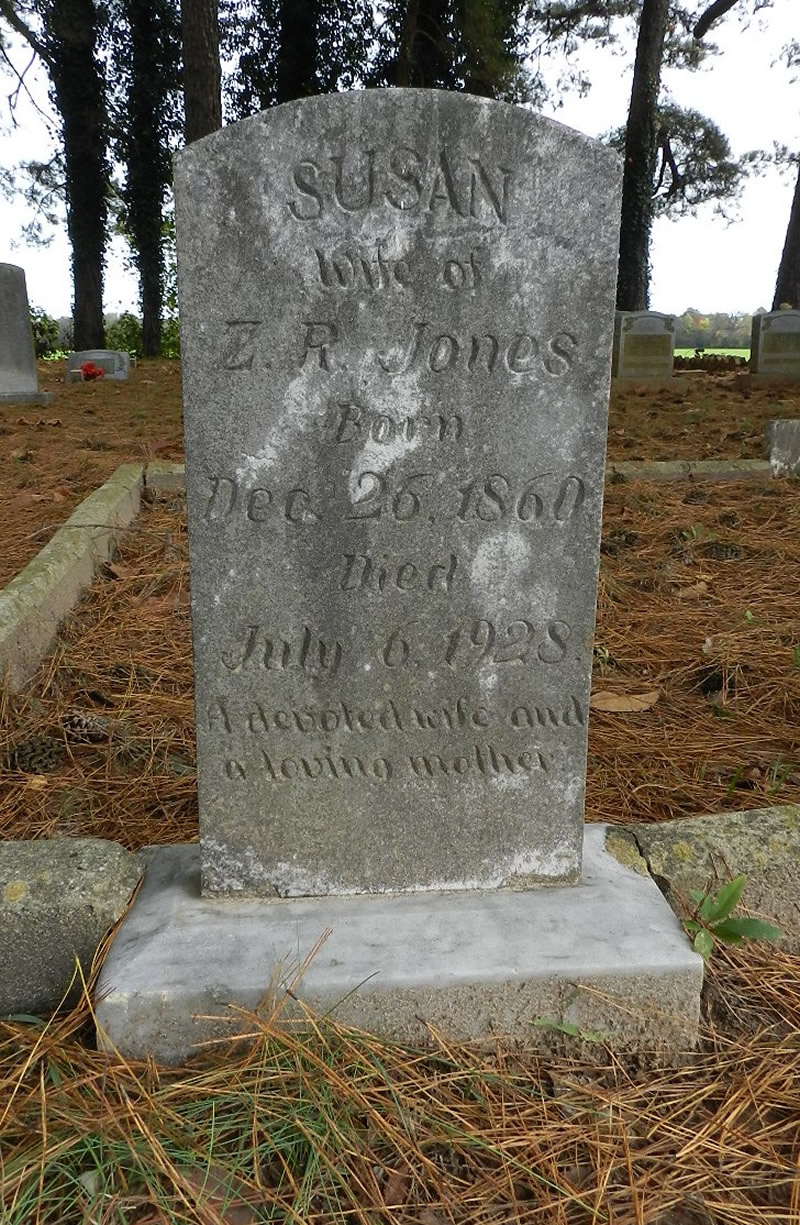 SUSAN
Wife of
Z. R. Jones
Born
Dec. 26, 1860.
Died
July 6, 1928.
A devoted wife and
a loving mother